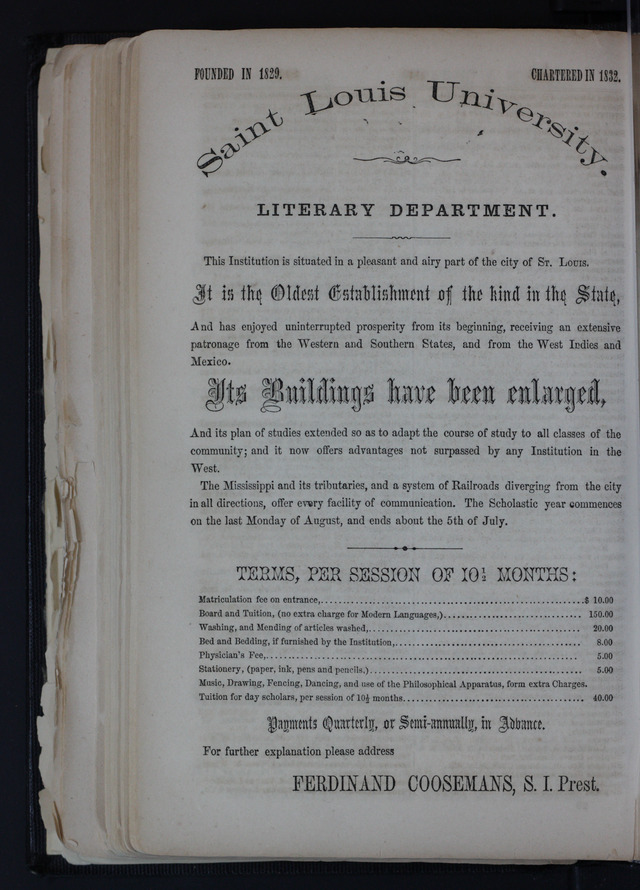 FOUNDED IN 1829. CHARTERED IN 1832.
Saint Louis University.
LITERARY DEPARTMENT.
This Institution is situated in a pleasant and airy part of the city of ST. LOUIS.
It is the Oldest Establishment of the kind in the State,
And has enjoyed uninterrupted prosperity from its beginning, receiving an extensive
patronage from the Western and Southern States, and from the West Indies and
Mexico.
Its Buildings have been enlarged,
And its plan of studies extended so as to adapt the course of study to all classes of the
community; and it now offers advantages not surpassed by any Institution in the
West.
The Mississippi and its tributaries, and a system of Railroads diverging from the city
in all directions, offer every facility of communication. The Scholastic year commences
on the last Monday of August, and ends about the 5th of July.
TERMS, PER SESSION OF 10½ MONTHS:
Matriculation fee on entrance,........................................$ 10.00
Board and Tuition, (no extra charge for Modern Languages,)........................ 150.00
Washing, and Mending of articles washed,........................................ 20.00
Bed and Bedding, if furnished by the Institution,................................ 8.00
Physician's Fee,........................................ 5.00
Stationery, (paper, ink, pens and pencils,)........................................ 5.00
Music, Drawing, Fencing, Dancing, and use of the Philosophical Apparatus, form extra Charges.
Tuition for day scholars, per session of 10½ months........................................ 40.00
Payments Quarterly, or Semi-annually, in Advance.
For further explanation please address
FERDINAND COOSEMANS, S. I. Prest.